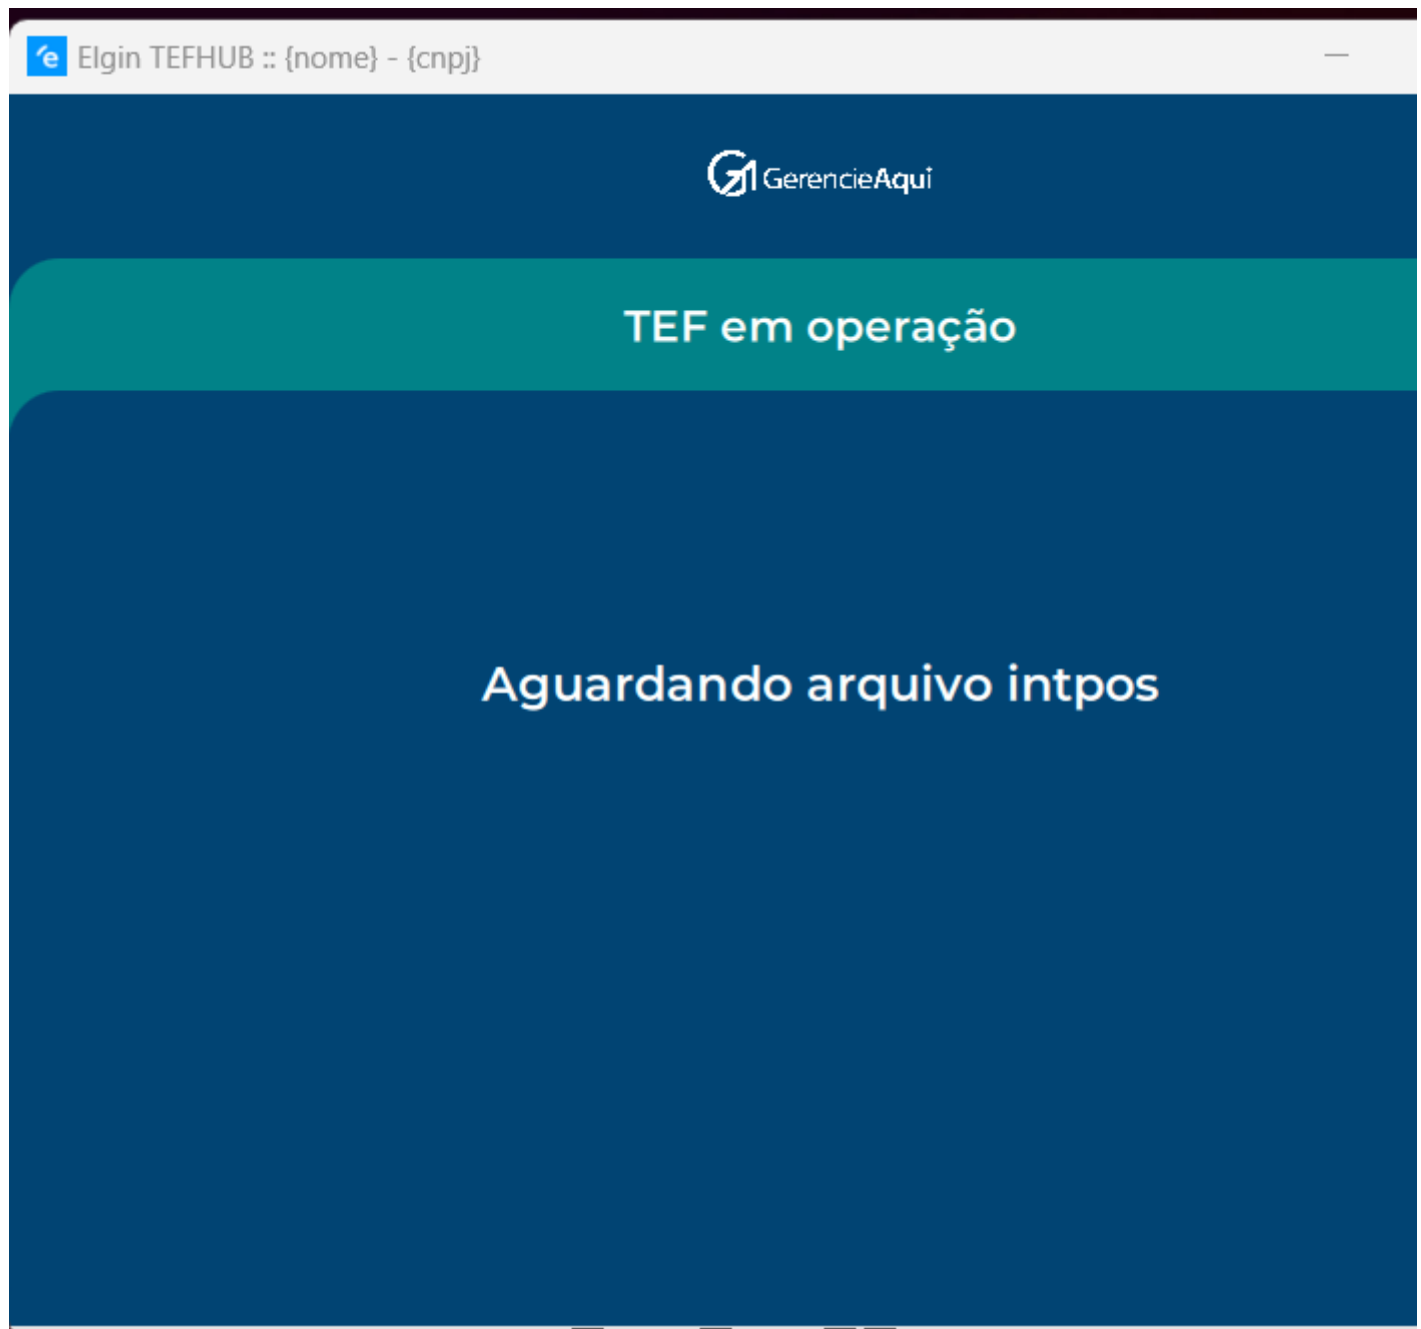 Elgin TEFHUB :: {nome} - {cnpj}
GerencieAqui
TEF em operação
Aguardando arquivo intpos